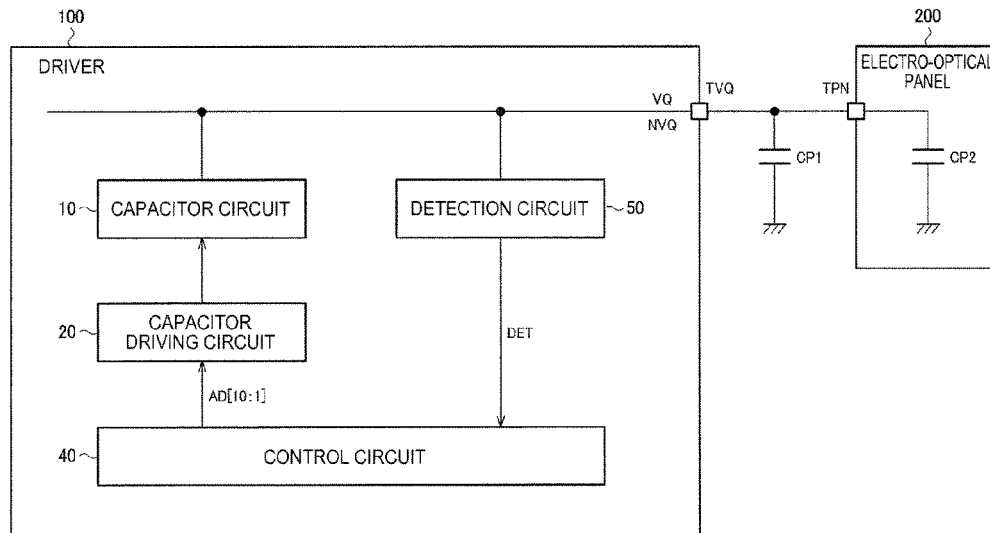 100
200
DRIVER
ELECTRO-OPTICAL
PANEL
VQ
TVQ
TPN
NVQ
CP1
CP2
10
CAPACITOR CIRCUIT
DETECTION CIRCUIT
50
20
CAPACITOR
DRIVING CIRCUIT
DET
AD[10:1]
40
CONTROL CIRCUIT